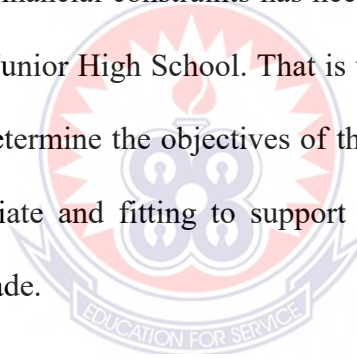 financial constraints has nee
Junior High School. That is
etermine the objectives of th
iate and fitting to support
ade.
EDUCATION FOR SERVICE